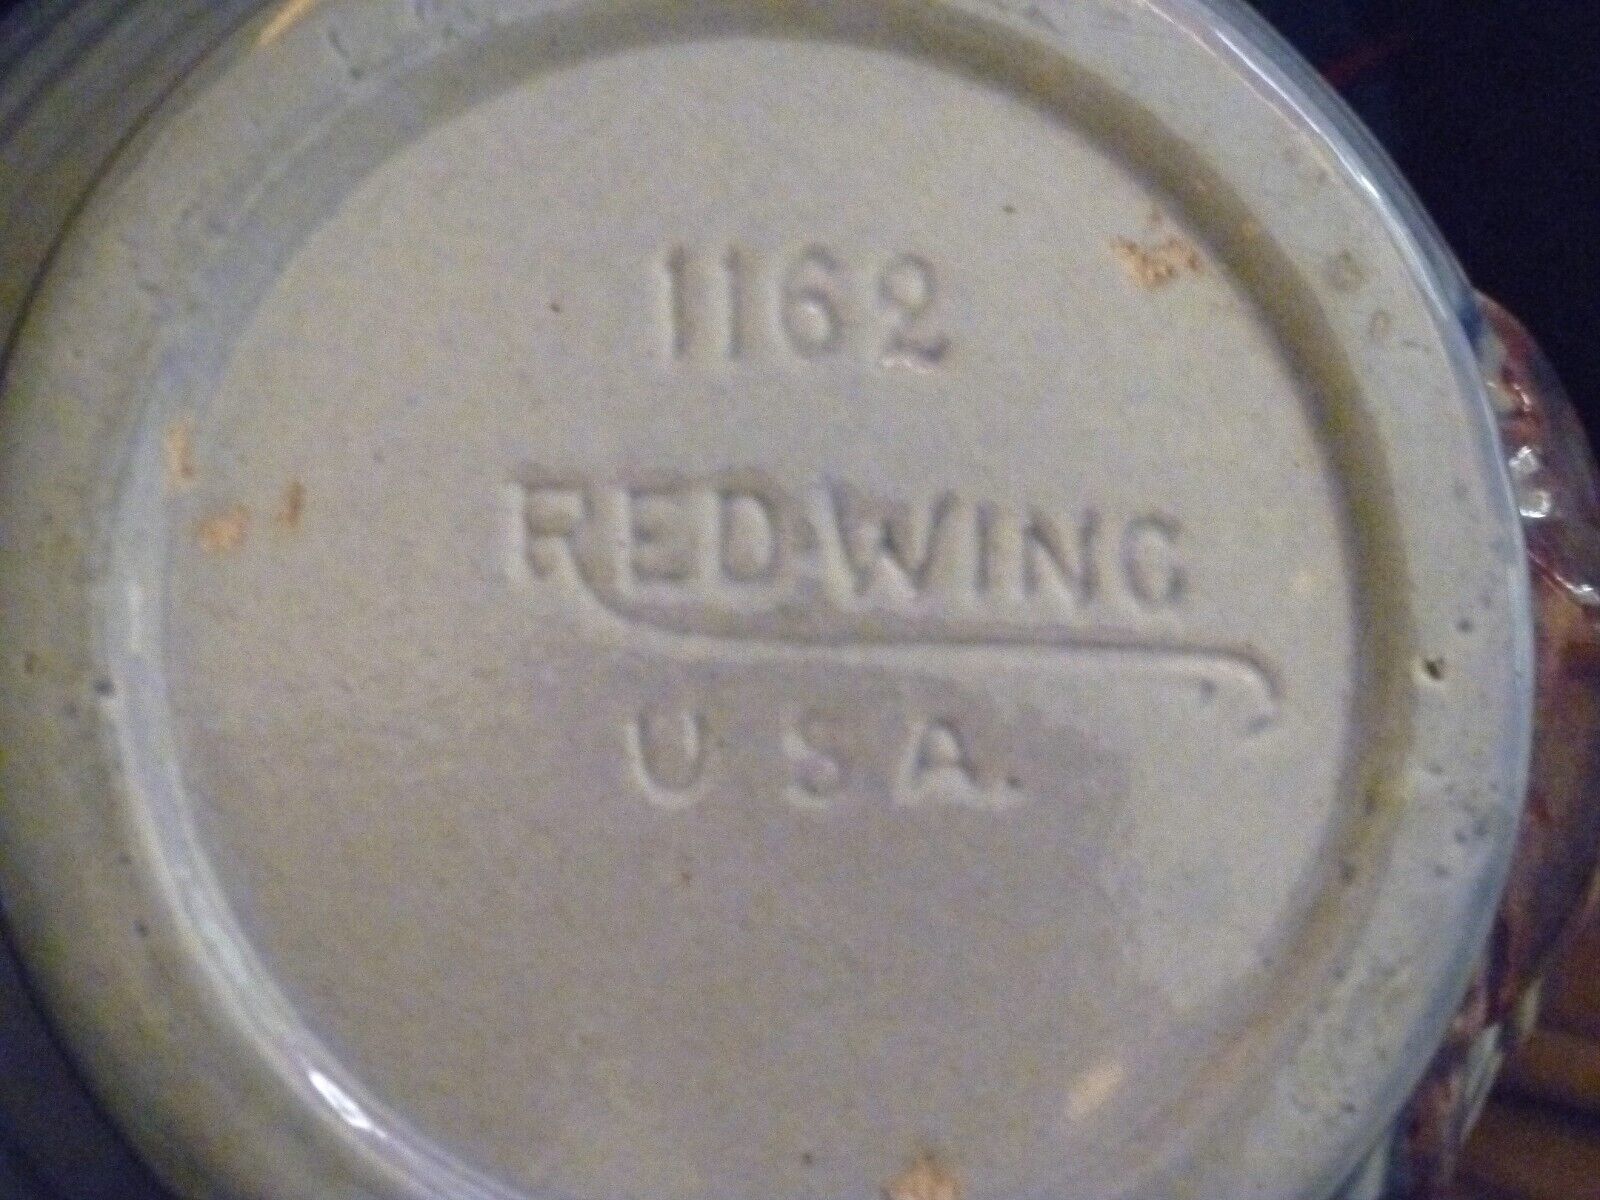 1162
RED WING
U S A.